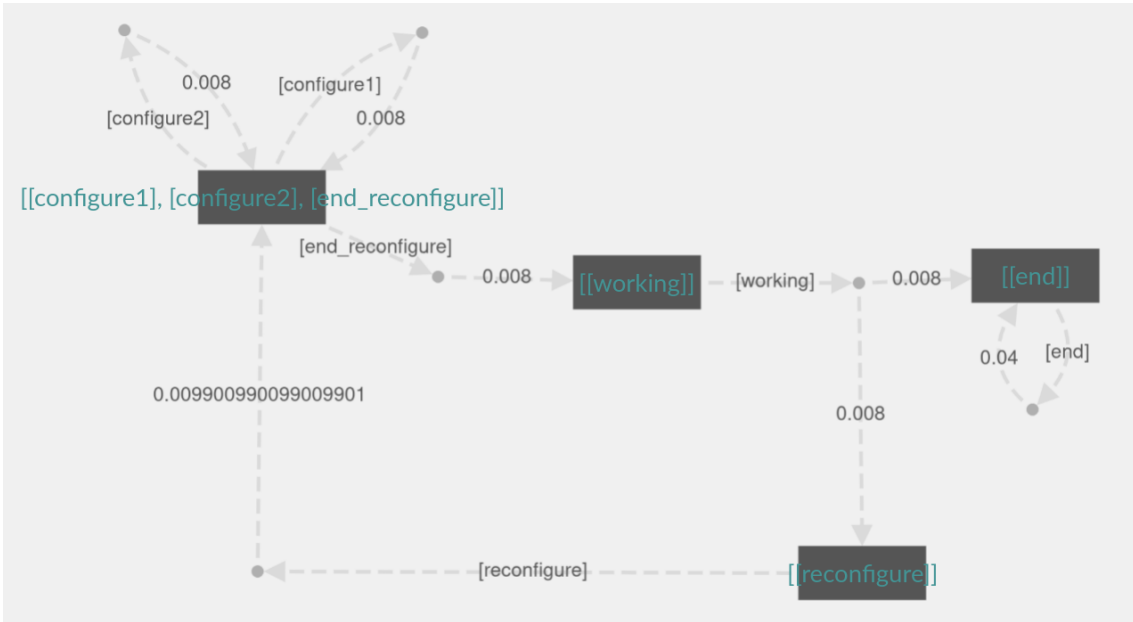 0.008
[configure1]
[configure2]
0.008
[[configure1], [configure2], [end_reconfigure]]
[end_reconfigure]
0.008
[[working]]
[working]
0.008
[[end]]
0.04
[end]
0.009900990099009901
0.008
[reconfigure]
[[reconfigure]]